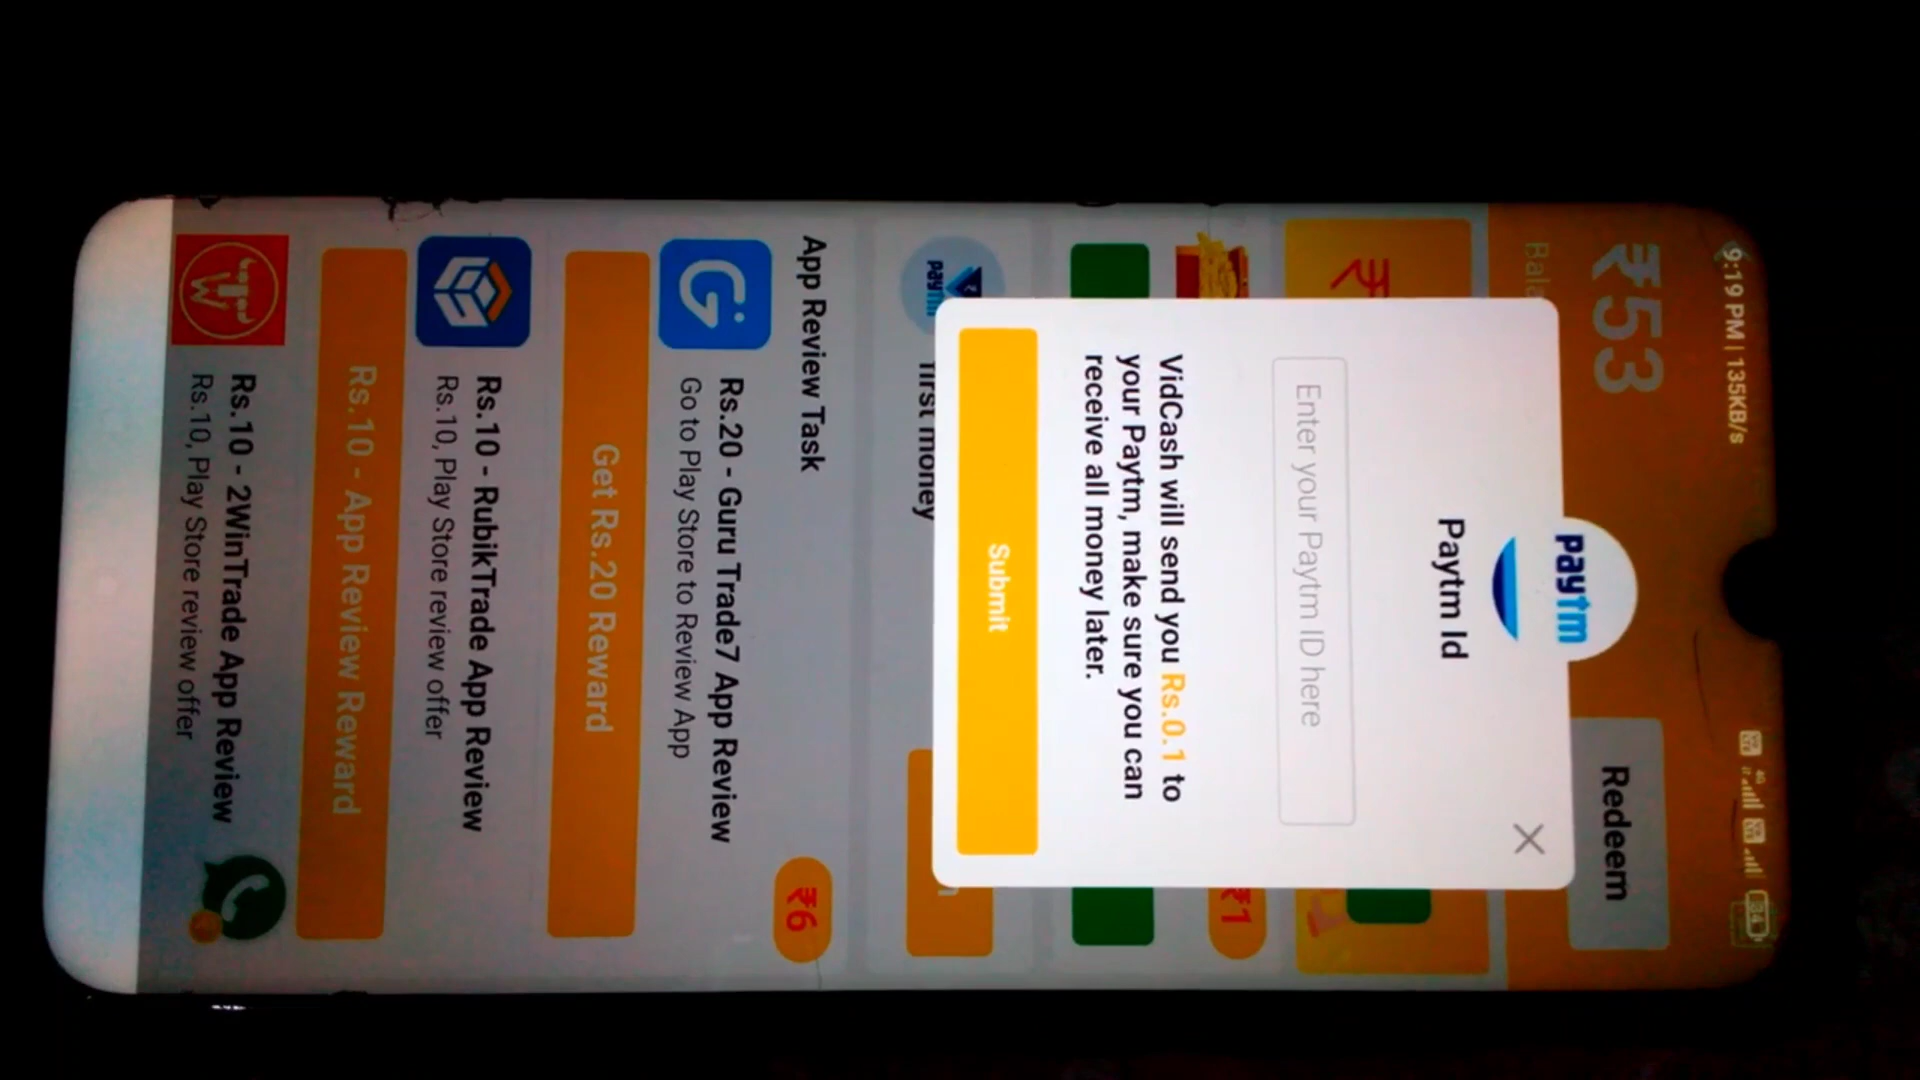 9:19 PM | 135KB/s
34
₹53
Redeem
Bala
₹
paytm
Paytm Id
Enter your Paytm ID here
₹1
VidCash will send you Rs.0.1 to
your Paytm, make sure you can
receive all money later.
Submit
paytm
first money
App Review Task
₹6
Rs.20 - Guru Trade7 App Review
Go to Play Store to Review App
Get Rs.20 Reward
Rs.10 - RubikTrade App Review
Rs.10, Play Store review offer
Rs.10 - App Review Reward
Rs.10 - 2WinTrade App Review
Rs.10, Play Store review offer